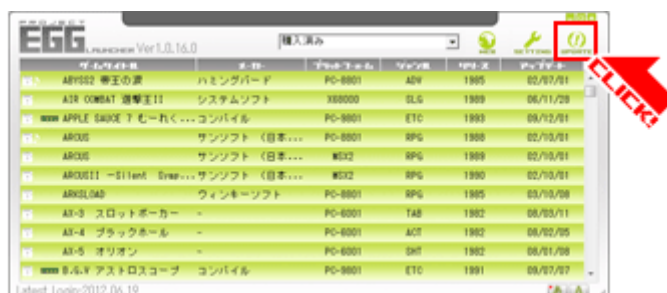 PROJECT
EGG LAUNCHER Ver1.0.16.0 購入済み WEB SETTING UPDATE
ゲームタイトル メーカー プラットフォーム ジャンル リリース アップデート
ABYSS2 帝王の涙 ハミングバード PC-8801 ADV 1985 02/07/01
AIR COMBAT 遊撃王II システムソフト X68000 SLG 1989 06/11/28
APPLE SAUCE 7 むーれく... コンパイル PC-9801 ETC 1993 09/12/01
ARCUS サンソフト (日本... PC-8801 RPG 1988 02/10/01
ARCUS サンソフト (日本... MSX2 RPG 1989 02/10/01
ARCUSII -Silent Symp... サンソフト (日本... MSX2 RPG 1990 02/10/01
ウィンキーソフト PC-8801 RPG 1985 03/10/08
AX-3 スロットポーカー - PC-6001 TAB 1982 08/03/11
AX-4 ブラックホール - PC-6001 ACT 1982 08/02/05
AX-5 オリオン - PC-6001 SHT 1982 08/01/08
B.G.V アストロスコープ コンパイル PC-9801 ETC 1991 09/07/07
Latest Login:2012.06.19
CLICK!